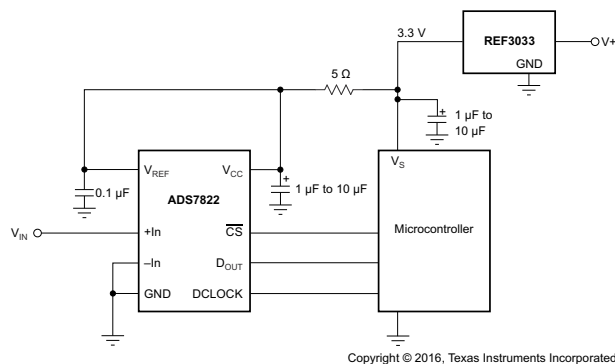 3.3 V
REF3033
V+
GND
5 Ω
+
1 µF to
10 µF
VREF
VCC
VS
0.1 µF
ADS7822
+
1 µF to 10 µF
Microcontroller
VIN
+In
CS
–In
DOUT
GND
DCLOCK
Copyright © 2016, Texas Instruments Incorporated